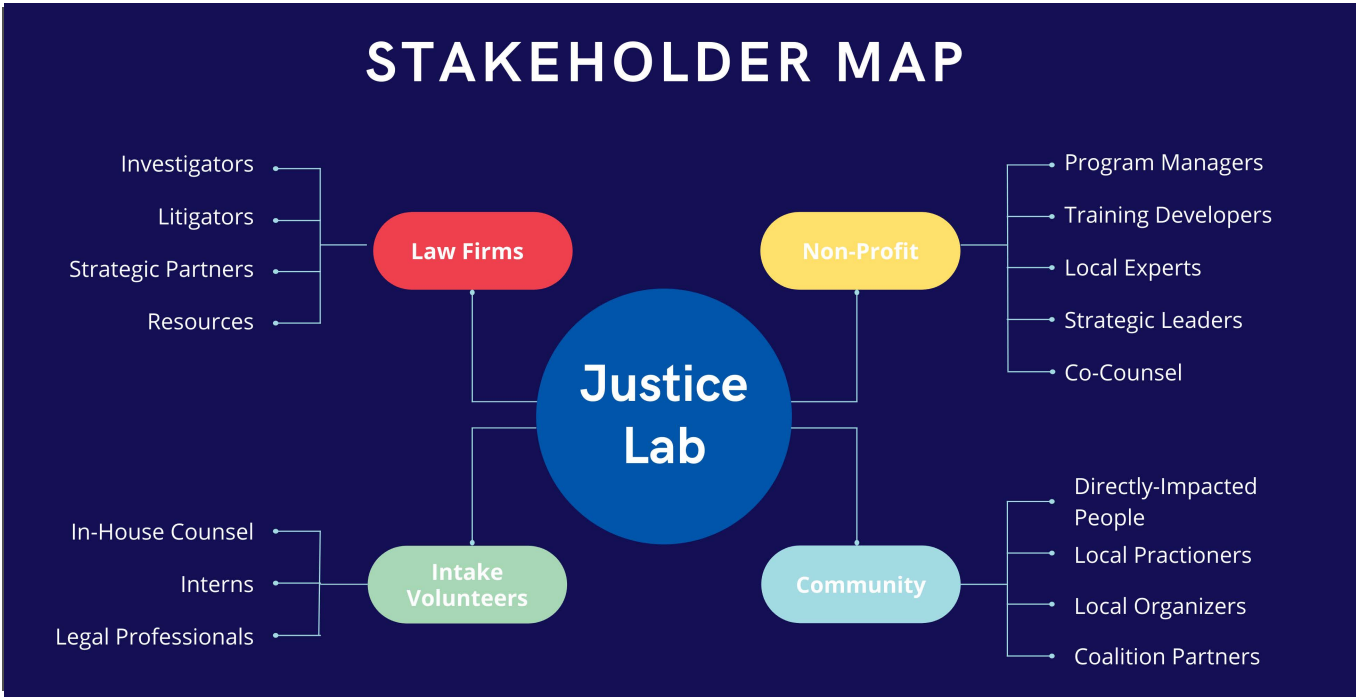 STAKEHOLDER MAP
Investigators
Litigators
Strategic Partners
Resources
Law Firms
Non-Profit
Program Managers
Training Developers
Local Experts
Strategic Leaders
Co-Counsel
Justice
Lab
In-House Counsel
Interns
Legal Professionals
Intake
Volunteers
Community
Directly-Impacted
People
Local Practioners
Local Organizers
Coalition Partners